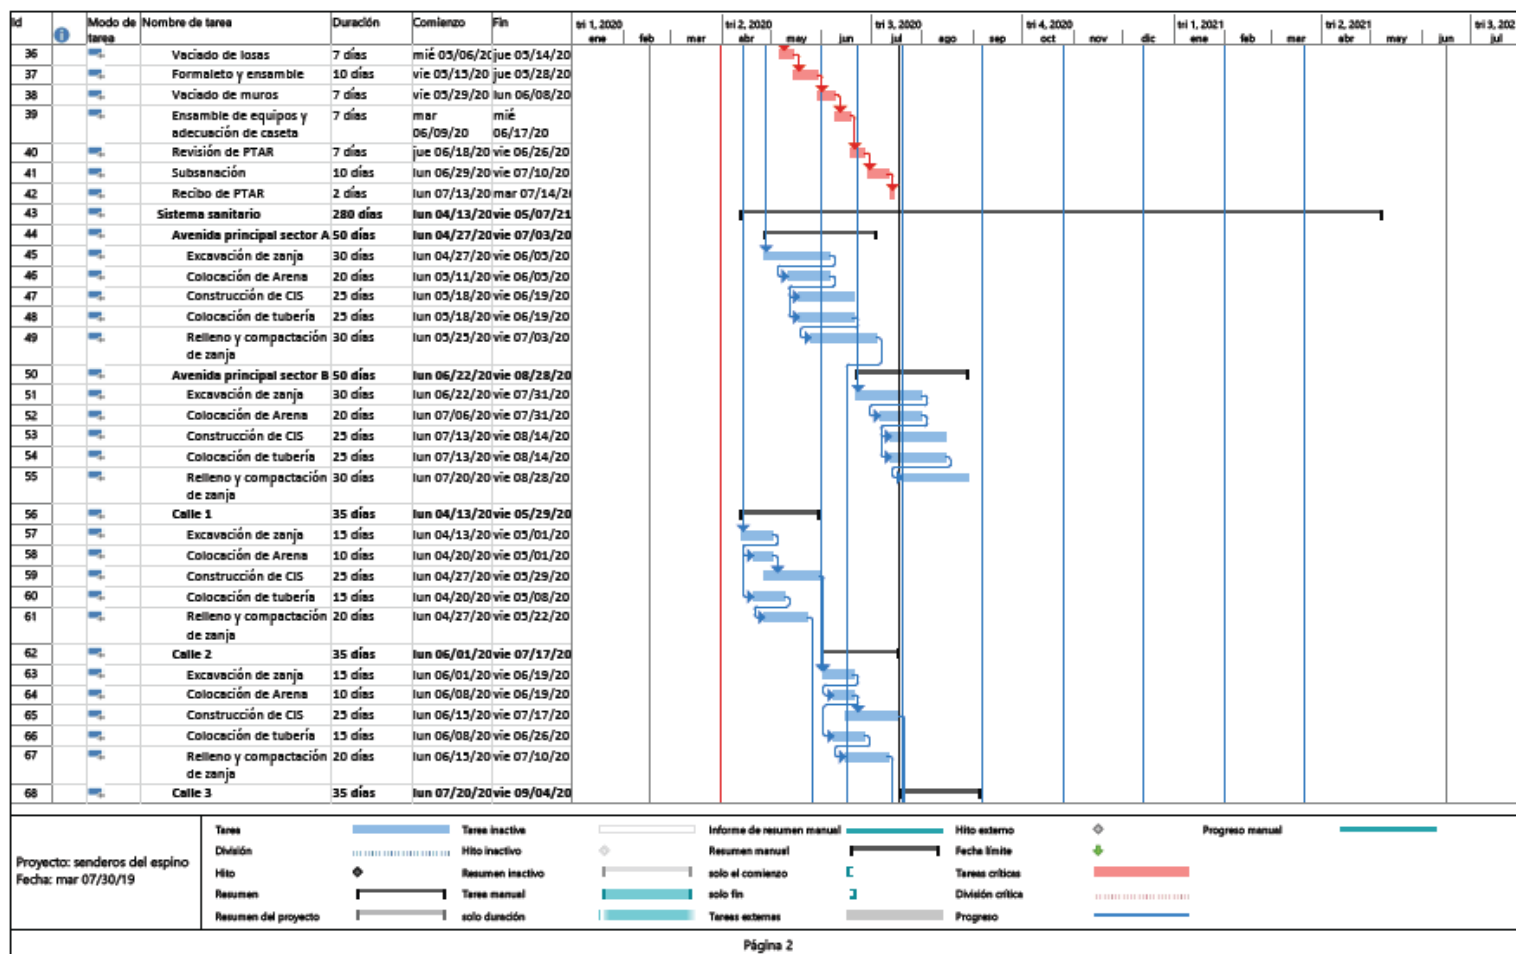 Id Modo de tarea Nombre de tarea Duración Comienzo Fin
tri 1, 2020 tri 2, 2020 tri 3, 2020 tri 4, 2020 tri 1, 2021 tri 2, 2021 tri 3, 202
ene feb mar abr may jun jul ago sep oct nov dic ene feb mar abr may jun jul
36 Vaciado de losas 7 días mié 05/06/20 jue 05/14/20
37 Formaleto y ensamble 10 días vie 05/15/20 jue 05/28/20
38 Vaciado de muros 7 días vie 05/29/20 lun 06/08/20
39 Ensamble de equipos y 7 días mar mié
adecuación de caseta 06/09/20 06/17/20
40 Revisión de PTAR 7 días jue 06/18/20 vie 06/26/20
41 Subsanación 10 días lun 06/29/20 vie 07/10/20
42 Recibo de PTAR 2 días lun 07/13/20 mar 07/14/2
43 Sistema sanitario 280 días lun 04/13/20 vie 05/07/21
44 Avenida principal sector A 50 días lun 04/27/20 vie 07/03/20
45 Excavación de zanja 30 días lun 04/27/20 vie 06/05/20
46 Colocación de Arena 20 días lun 05/11/20 vie 06/05/20
47 Construcción de CIS 25 días lun 05/18/20 vie 06/19/20
48 Colocación de tubería 25 días lun 05/18/20 vie 06/19/20
49 Relleno y compactación 30 días lun 05/25/20 vie 07/03/20
de zanja
50 Avenida principal sector B 50 días lun 06/22/20 vie 08/28/20
51 Excavación de zanja 30 días lun 06/22/20 vie 07/31/20
52 Colocación de Arena 20 días lun 07/06/20 vie 07/31/20
53 Construcción de CIS 25 días lun 07/13/20 vie 08/14/20
54 Colocación de tubería 25 días lun 07/13/20 vie 08/14/20
55 Relleno y compactación 30 días lun 07/20/20 vie 08/28/20
de zanja
56 Calle 1 35 días lun 04/13/20 vie 05/29/20
57 Excavación de zanja 15 días lun 04/13/20 vie 05/01/20
58 Colocación de Arena 10 días lun 04/20/20 vie 05/01/20
59 Construcción de CIS 25 días lun 04/27/20 vie 05/29/20
60 Colocación de tubería 15 días lun 04/20/20 vie 05/08/20
61 Relleno y compactación 20 días lun 04/27/20 vie 05/22/20
de zanja
62 Calle 2 35 días lun 06/01/20 vie 07/17/20
63 Excavación de zanja 15 días lun 06/01/20 vie 06/19/20
64 Colocación de Arena 10 días lun 06/08/20 vie 06/19/20
65 Construcción de CIS 25 días lun 06/15/20 vie 07/17/20
66 Colocación de tubería 15 días lun 06/08/20 vie 06/26/20
67 Relleno y compactación 20 días lun 06/15/20 vie 07/10/20
de zanja
68 Calle 3 35 días lun 07/20/20 vie 09/04/20
Proyecto: senderos del espino
Fecha: mar 07/30/19
Tarea Tarea inactiva Informe de resumen manual Hito externo Progreso manual
División Hito inactivo Resumen manual Fecha límite
Hito Resumen inactivo solo el comienzo Tareas críticas
Resumen Tarea manual solo fin División crítica
Resumen del proyecto solo duración Tareas externas Progreso
Página 2